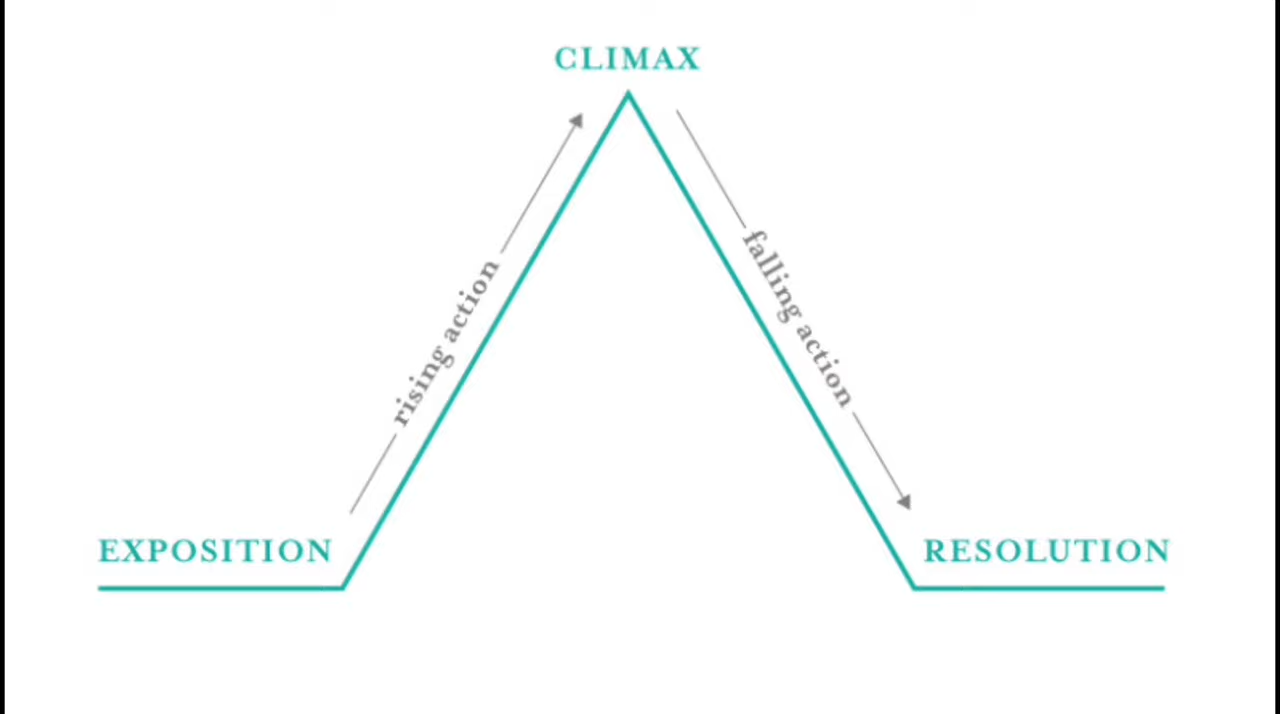 CLIMAX
rising action
falling action
EXPOSITION
RESOLUTION